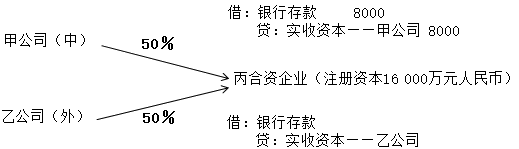 借：银行存款 8000
贷：实收资本－－甲公司 8000
甲公司（中）
50％
丙合资企业（注册资本16 000万元人民币）
乙公司（外）
50％
借：银行存款
贷：实收资本－－乙公司